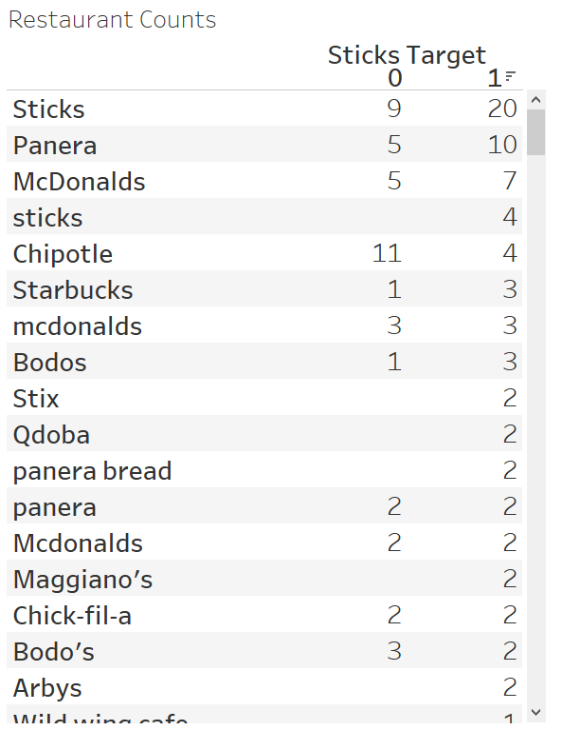 Restaurant Counts
Sticks Target
0 1
Sticks 9 20
Panera 5 10
McDonalds 5 7
sticks 4
Chipotle 11 4
Starbucks 1 3
mcdonalds 3 3
Bodos 1 3
Stix 2
Qdoba 2
panera bread 2
panera 2 2
Mcdonalds 2 2
Maggiano's 2
Chick-fil-a 2 2
Bodo's 3 2
Arbys 2
Wild wing cafe 1